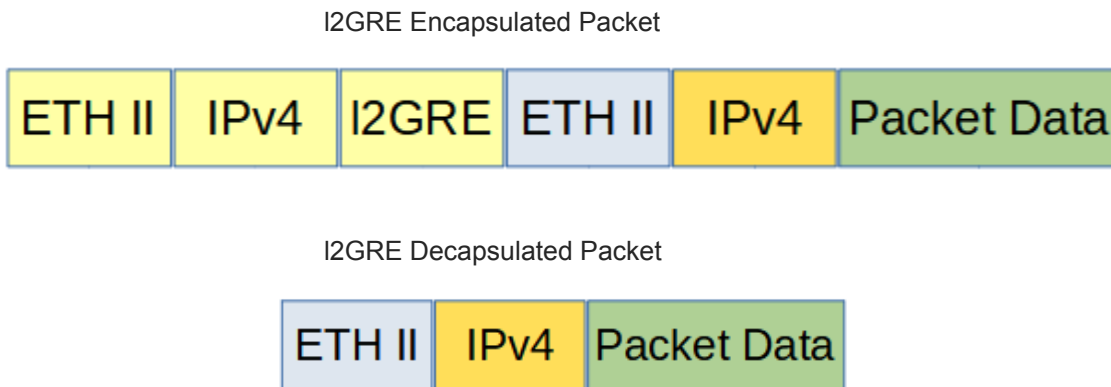 l2GRE Encapsulated Packet
ETH II IPv4 l2GRE ETH II IPv4 Packet Data
l2GRE Decapsulated Packet
ETH II IPv4 Packet Data